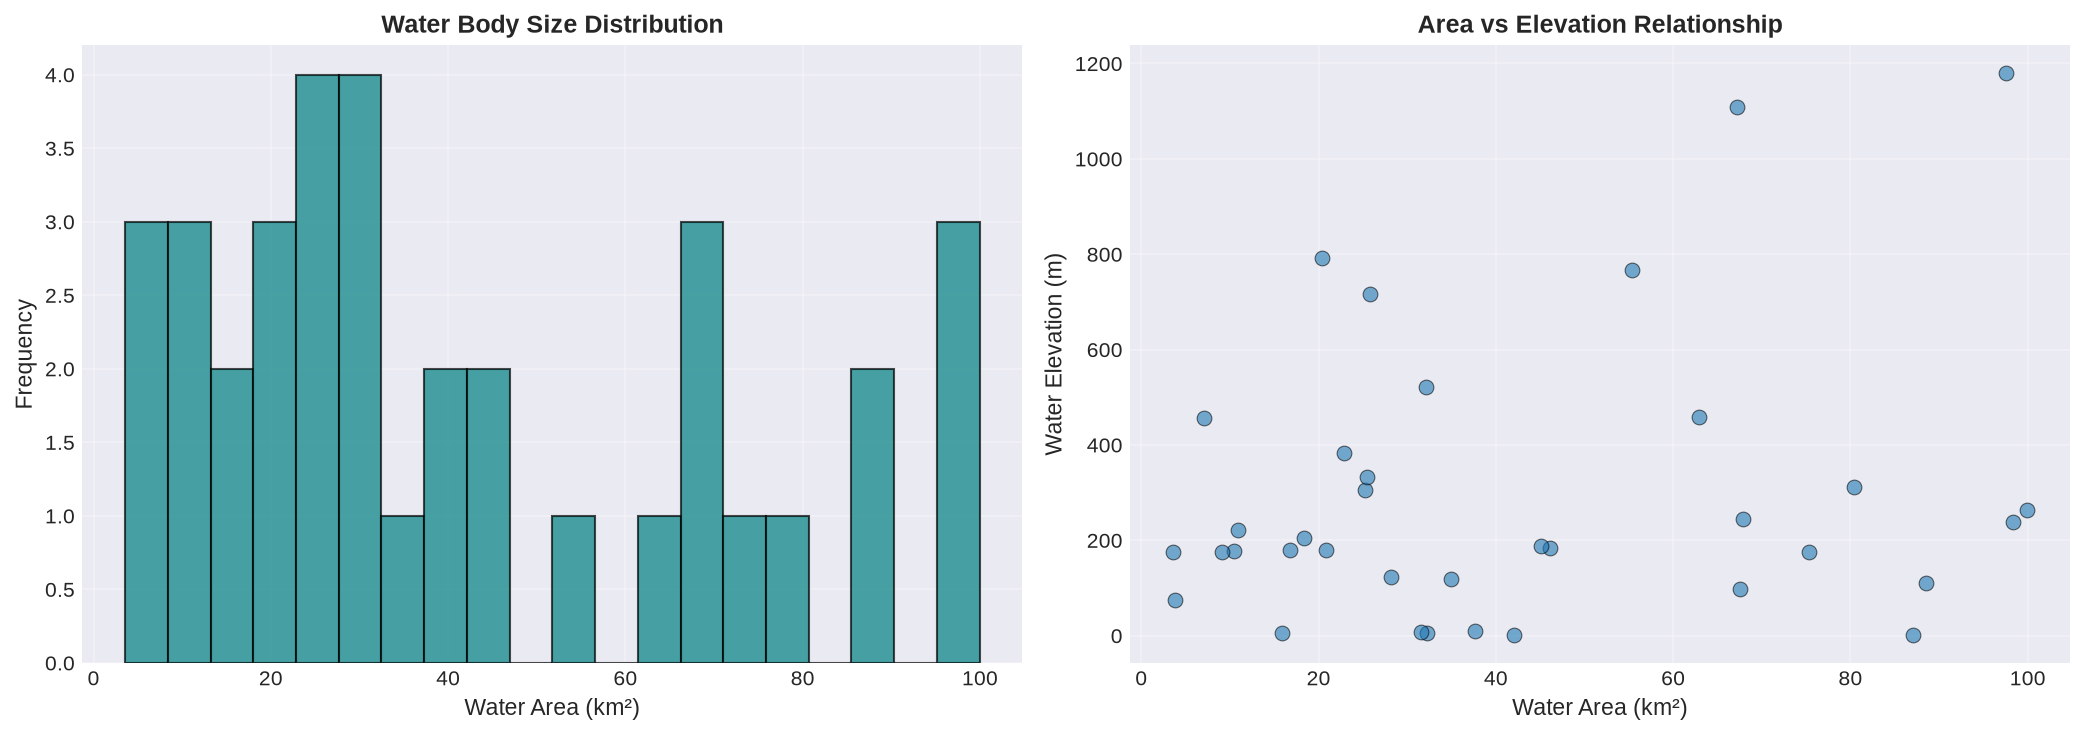 Water Body Size Distribution
4.0
3.5
3.0
2.5
2.0
1.5
1.0
0.5
0.0
Frequency
0 20 40 60 80 100
Water Area (km²)
Area vs Elevation Relationship
1200
1000
800
600
400
200
0
Water Elevation (m)
0 20 40 60 80 100
Water Area (km²)